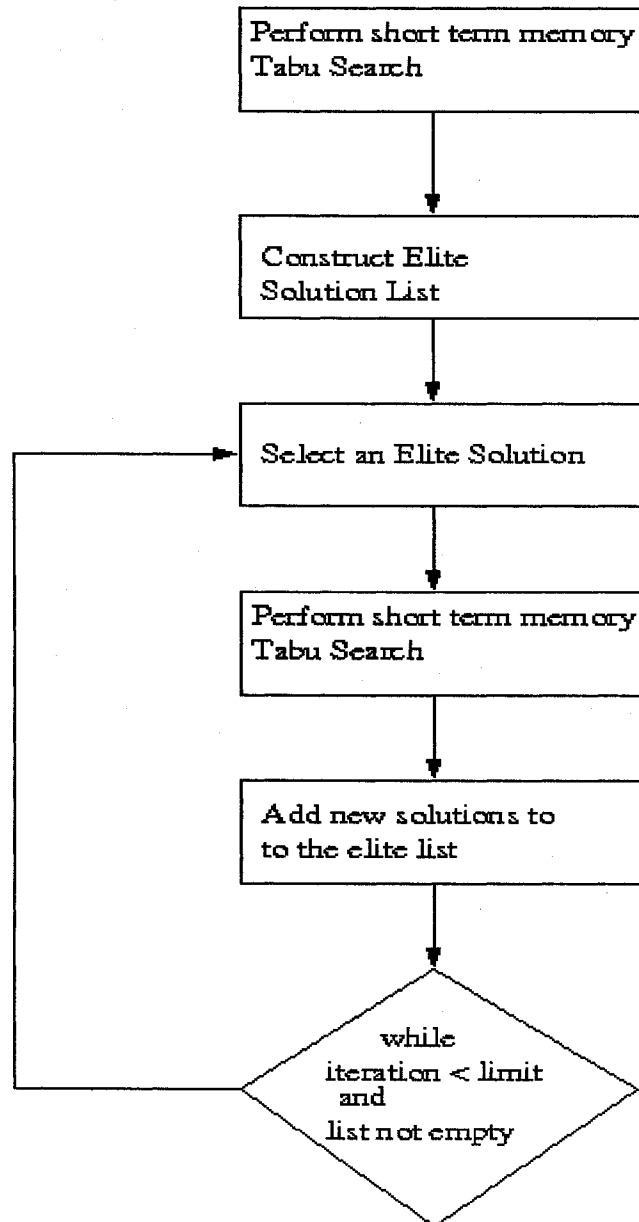 Perform short term memory
Tabu Search
Construct Elite
Solution List
Select an Elite Solution
Perform short term memory
Tabu Search
Add new solutions to
to the elite list
while
iteration < limit
and
list not empty